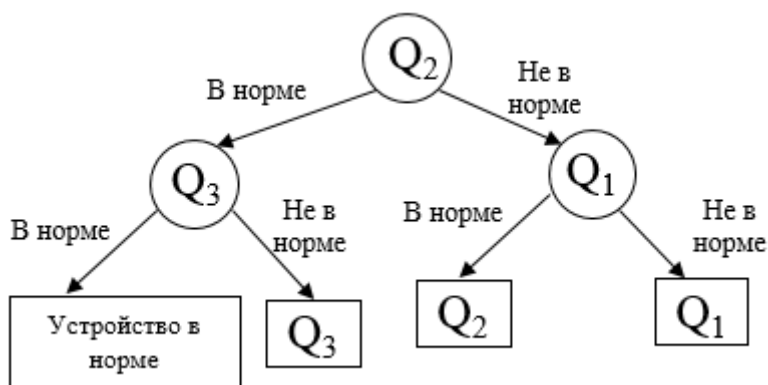 Q₂
В норме
Не в
норме
Q₃
Q₁
В норме
Не в
норме
В норме
Не в
норме
Устройство в
норме
Q₃
Q₂
Q₁